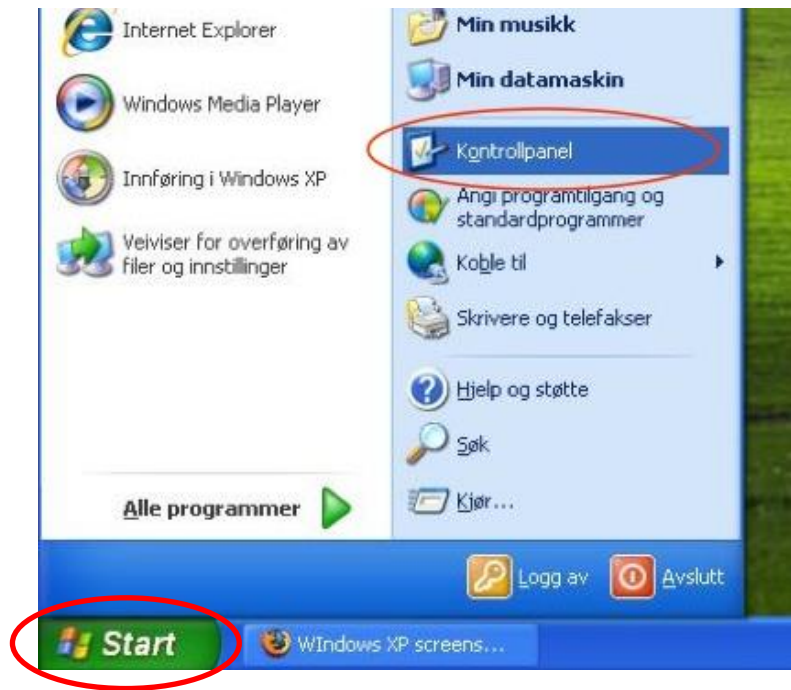 Internet Explorer
Windows Media Player
Innføring i Windows XP
Veiviser for overføring av
filer og innstillinger
Alle programmer
Min musikk
Min datamaskin
Kontrollpanel
Angi programtilgang og
standardprogrammer
Koble til
Skrivere og telefakser
Hjelp og støtte
Søk
Kjør...
Logg av
Avslutt
Start
WIndows XP screens...